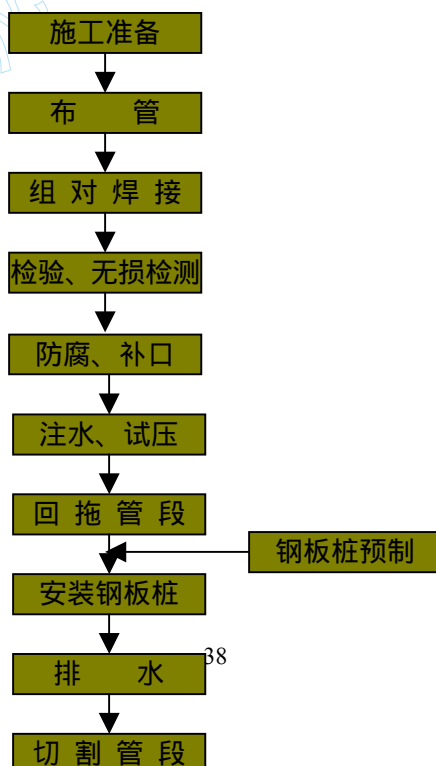 施工准备
布 管
组 对 焊 接
检验、无损检测
防腐、补口
注水、试压
回 拖 管 段
钢板桩预制
安装钢板桩
38
排 水
切 割 管 段